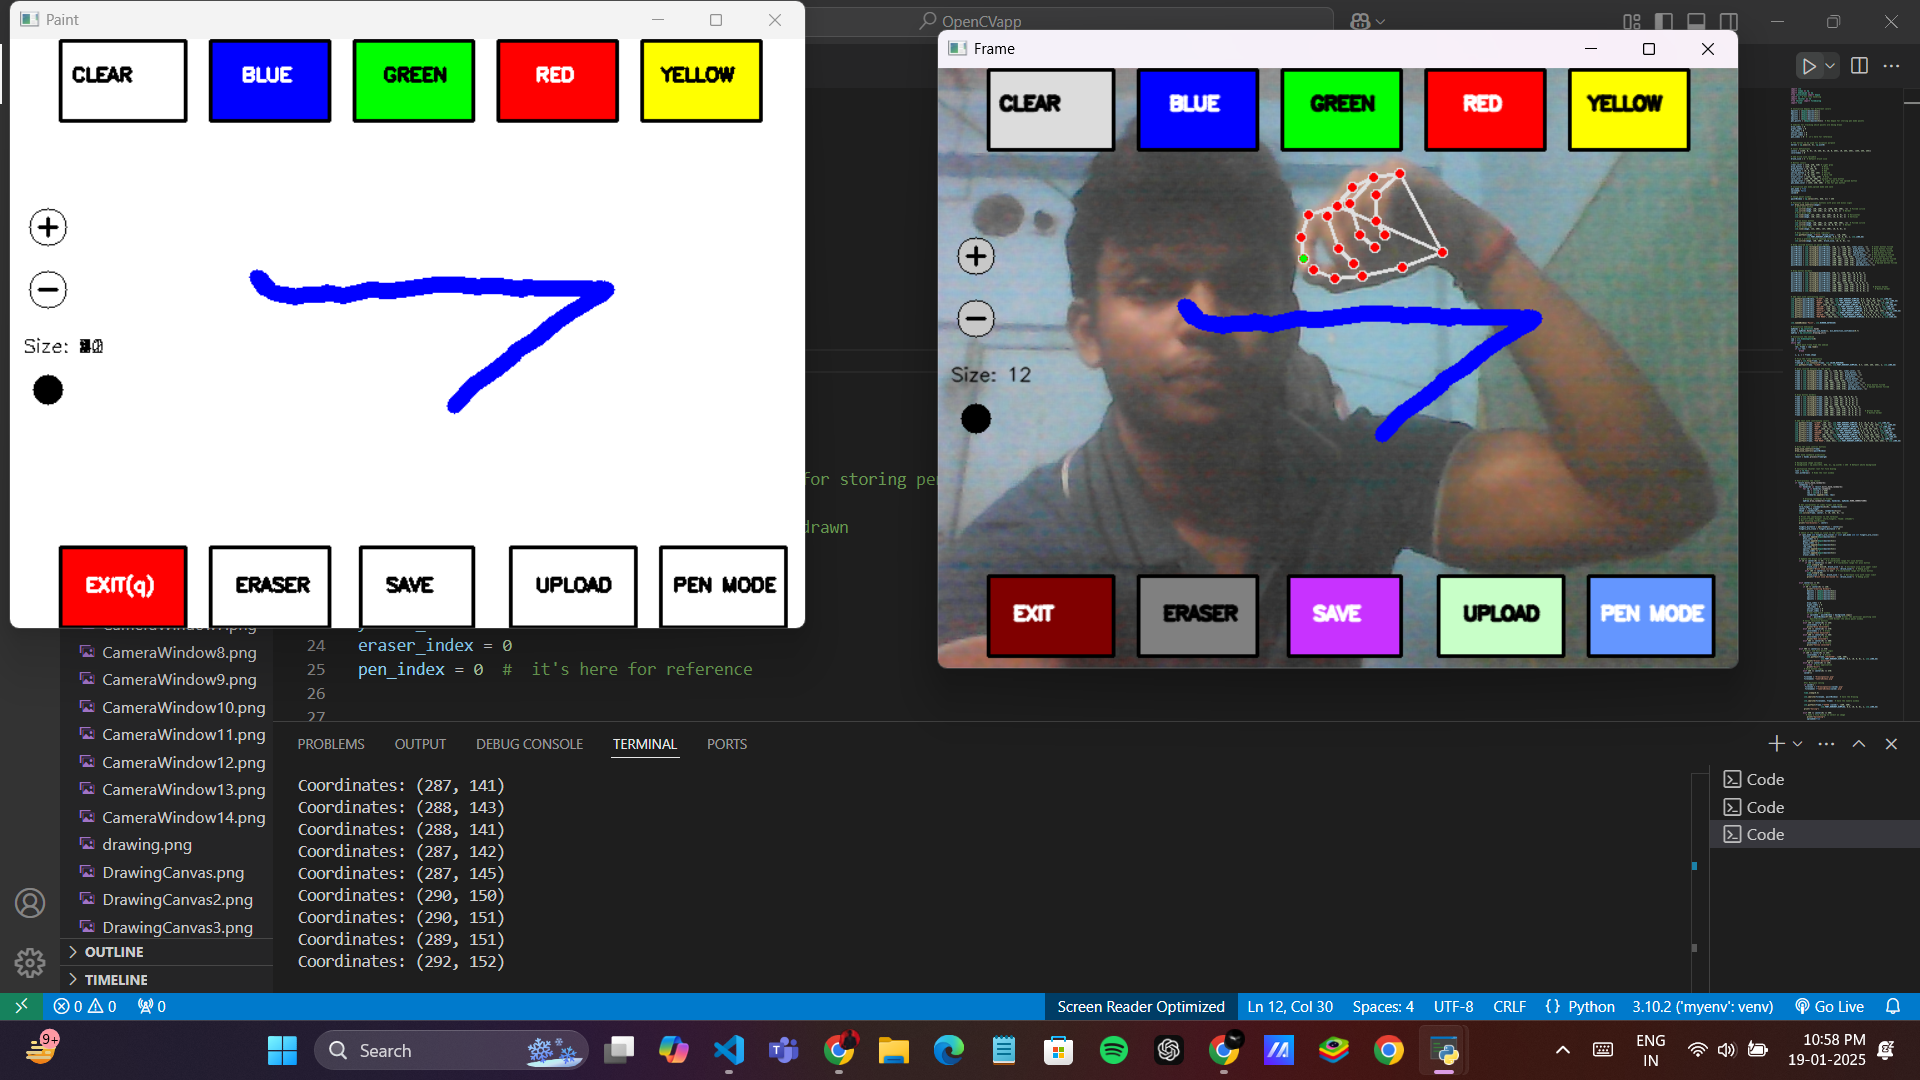 Paint
CLEAR
BLUE
GREEN
RED
YELLOW
Size:
EXIT(q)
ERASER
SAVE
UPLOAD
PEN MODE
OpenCVapp
Frame
CLEAR
BLUE
GREEN
RED
YELLOW
Size: 12
EXIT
ERASER
SAVE
UPLOAD
PEN MODE
for storing pe
drawn
24 eraser_index = 0
25 pen_index = 0 # it's here for reference
26
27
CameraWindow8.png
CameraWindow9.png
CameraWindow10.png
CameraWindow11.png
CameraWindow12.png
CameraWindow13.png
CameraWindow14.png
drawing.png
DrawingCanvas.png
DrawingCanvas2.png
DrawingCanvas3.png
OUTLINE
TIMELINE
PROBLEMS OUTPUT DEBUG CONSOLE TERMINAL PORTS
Coordinates: (287, 141)
Coordinates: (288, 143)
Coordinates: (288, 141)
Coordinates: (287, 142)
Coordinates: (287, 145)
Coordinates: (290, 150)
Coordinates: (290, 151)
Coordinates: (289, 151)
Coordinates: (292, 152)
Code
Code
Code
0 0 0 Screen Reader Optimized Ln 12, Col 30 Spaces: 4 UTF-8 CRLF {} Python 3.10.2 ('myenv': venv) Go Live
9+
Search
ENG
IN
10:58 PM
19-01-2025